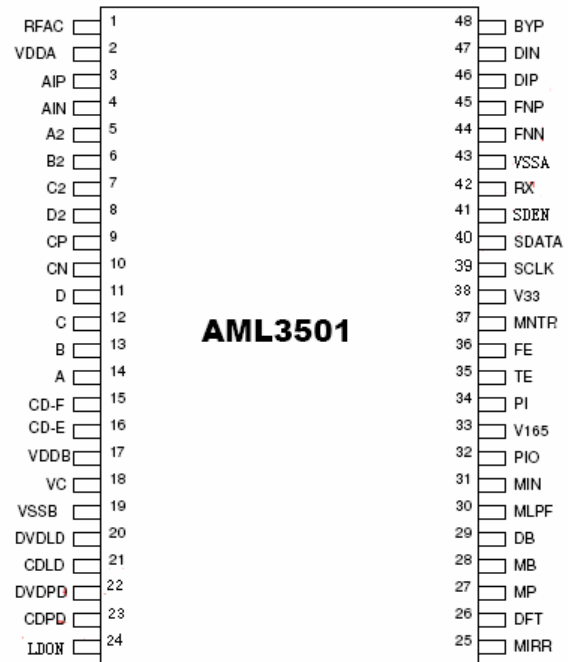 RFAC 1 48 BYP
VDDA 2 47 DIN
AIP 3 46 DIP
AIN 4 45 FNP
A2 5 44 FNN
B2 6 43 VSSA
C2 7 42 RX
D2 8 41 SDEN
CP 9 40 SDATA
CN 10 39 SCLK
D 11 38 V33
C 12 37 MNTR
AML3501
B 13 36 FE
A 14 35 TE
CD-F 15 34 PI
CD-E 16 33 V165
VDDB 17 32 PIO
VC 18 31 MIN
VSSB 19 30 MLPF
DVDLD 20 29 DB
CDLD 21 28 MB
DVDPD 22 27 MP
CDPD 23 26 DFT
LDON 24 25 MIRR